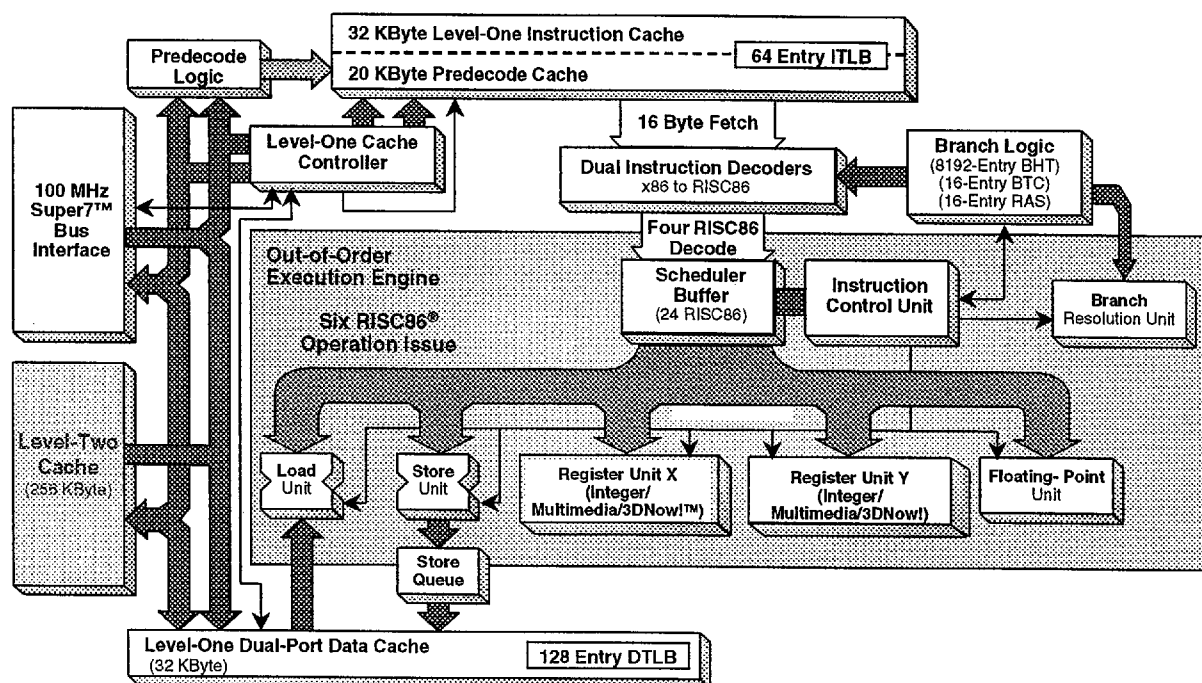 32 KByte Level-One Instruction Cache
64 Entry ITLB
20 KByte Predecode Cache
Predecode
Logic
16 Byte Fetch
Level-One Cache
Controller
Dual Instruction Decoders
x86 to RISC86
Branch Logic
(8192-Entry BHT)
(16-Entry BTC)
(16-Entry RAS)
100 MHz
Super7™
Bus
Interface
Four RISC86
Decode
Out-of-Order
Execution Engine
Scheduler
Buffer
(24 RISC86)
Instruction
Control Unit
Branch
Resolution Unit
Six RISC86®
Operation Issue
Level-Two
Cache
(256 KByte)
Load
Unit
Store
Unit
Register Unit X
(Integer/
Multimedia/3DNow!™)
Register Unit Y
(Integer/
Multimedia/3DNow!)
Floating- Point
Unit
Store
Queue
Level-One Dual-Port Data Cache
(32 KByte)
128 Entry DTLB